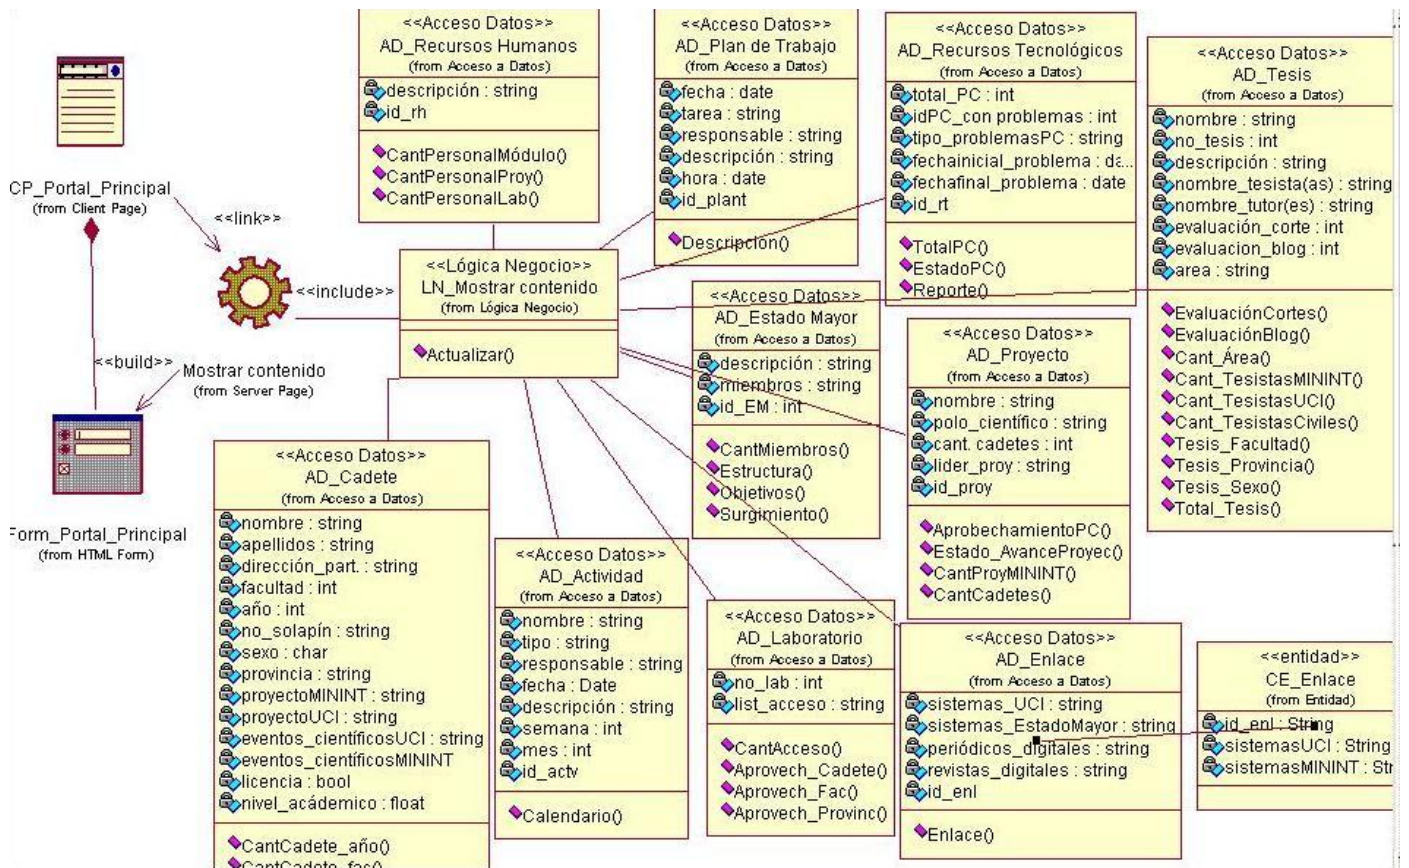 CP_Portal_Principal
(from Client Page)
<<link>>
<<include>>
<<build>>
Mostrar contenido
(from Server Page)
Form_Portal_Principal
(from HTML Form)
<<Acceso Datos>>
AD_Recursos Humanos
(from Acceso a Datos)
descripción : string
id_rh
CantPersonalMódulo()
CantPersonalProy()
CantPersonalLab()
<<Acceso Datos>>
AD_Plan de Trabajo
(from Acceso a Datos)
fecha : date
tarea : string
responsable : string
descripción : string
hora : date
id_plant
Descripcion()
<<Acceso Datos>>
AD_Recursos Tecnológicos
(from Acceso a Datos)
total_PC : int
idPC_con problemas : int
tipo_problemasPC : string
fechainicial_problema : da...
fechafinal_problema : date
id_rt
TotalPC()
EstadoPC()
Reporte()
<<Acceso Datos>>
AD_Tesis
(from Acceso a Datos)
nombre : string
no_tesis : int
descripción : string
nombre_tesista(as) : string
nombre_tutor(es) : string
evaluación_corte : int
evaluacion_blog : int
area : string
EvaluaciónCortes()
EvaluaciónBlog()
Cant_Área()
Cant_TesistasMININT()
Cant_TesistasUCI()
Cant_TesistasCiviles()
Tesis_Facultad()
Tesis_Provincia()
Tesis_Sexo()
Total_Tesis()
<<Lógica Negocio>>
LN_Mostrar contenido
(from Lógica Negocio)
Actualizar()
<<Acceso Datos>>
AD_Estado Mayor
(from Acceso a Datos)
descripción : string
miembros : string
id_EM : int
CantMiembros()
Estructura()
Objetivos()
Surgimiento()
<<Acceso Datos>>
AD_Proyecto
(from Acceso a Datos)
nombre : string
polo_científico : string
cant. cadetes : int
lider_proy : string
id_proy
AprobechamientoPC()
Estado_AvanceProyec()
CantProyMININT()
CantCadetes()
<<Acceso Datos>>
AD_Cadete
(from Acceso a Datos)
nombre : string
apellidos : string
dirección_part. : string
facultad : int
año : int
no_solapín : string
sexo : char
provincia : string
proyectoMININT : string
proyectoUCI : string
eventos_científicosUCI : string
eventos_científicosMININT
licencia : bool
nivel_acádemico : float
CantCadete_año()
CantCadete_fac()
<<Acceso Datos>>
AD_Actividad
(from Acceso a Datos)
nombre : string
tipo : string
responsable : string
fecha : Date
descripción : string
semana : int
mes : int
id_actv
Calendario()
<<Acceso Datos>>
AD_Laboratorio
(from Acceso a Datos)
no_lab : int
list_acceso : string
CantAcceso()
Aprovech_Cadete()
Aprovech_Fac()
Aprovech_Provinc()
<<Acceso Datos>>
AD_Enlace
(from Acceso a Datos)
sistemas_UCI : string
sistemas_EstadoMayor : string
periódicos_digitales : string
revistas_digitales : string
id_enl
Enlace()
<<entidad>>
CE_Enlace
(from Entidad)
id_enl : String
sistemasUCI : String
sistemasMININT : Str